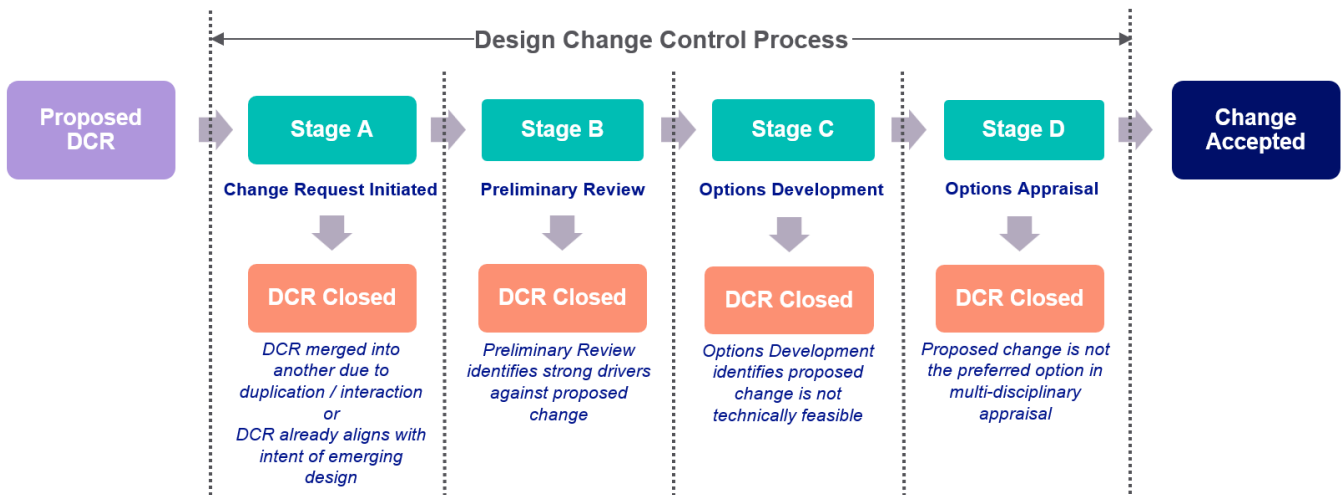 Design Change Control Process
Proposed
DCR
Stage A
Stage B
Stage C
Stage D
Change
Accepted
Change Request Initiated
Preliminary Review
Options Development
Options Appraisal
DCR Closed
DCR merged into
another due to
duplication / interaction
or
DCR already aligns with
intent of emerging
design
DCR Closed
Preliminary Review
identifies strong drivers
against proposed
change
DCR Closed
Options Development
identifies proposed
change is not
technically feasible
DCR Closed
Proposed change is not
the preferred option in
multi-disciplinary
appraisal